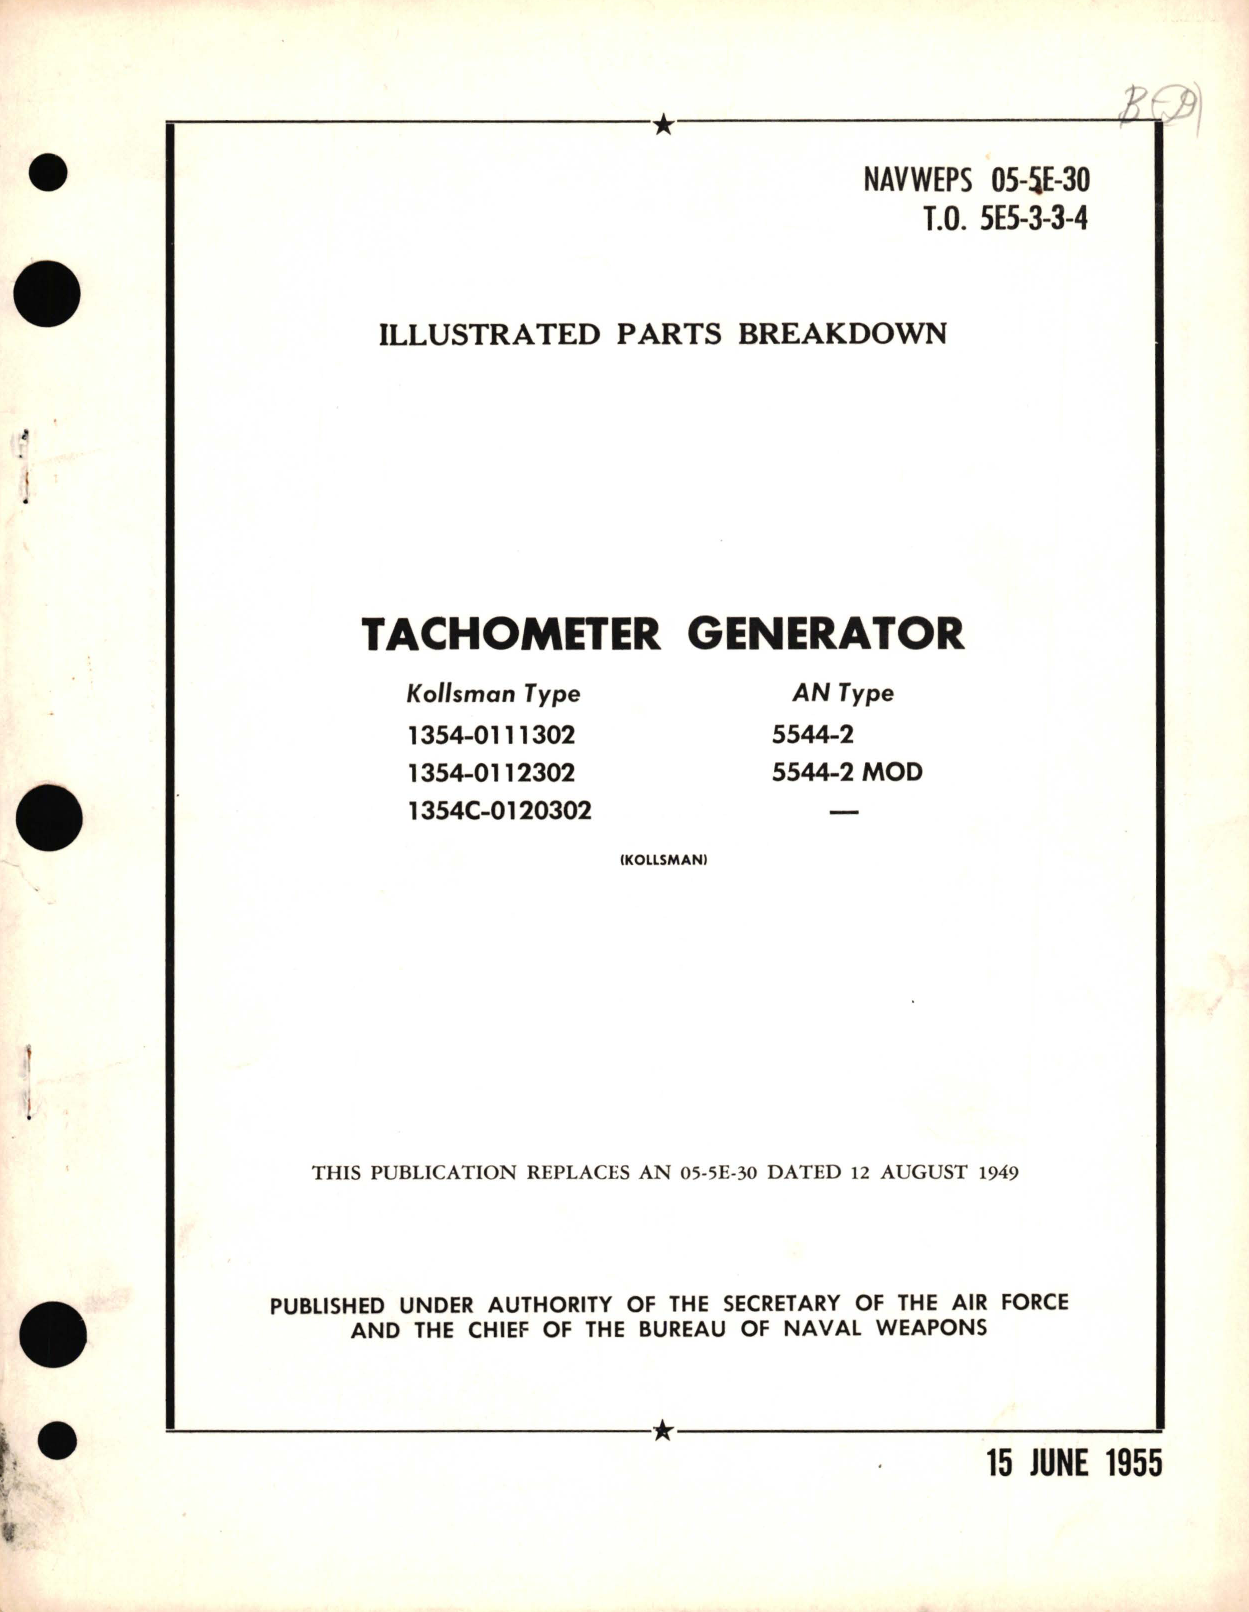 NAVWEPS 05-5E-30
T.O. 5E5-3-3-4
ILLUSTRATED PARTS BREAKDOWN
TACHOMETER GENERATOR
Kollsman Type AN Type
1354-0111302 5544-2
1354-0112302 5544-2 MOD
1354C-0120302 —
(KOLLSMAN)
THIS PUBLICATION REPLACES AN 05-5E-30 DATED 12 AUGUST 1949
PUBLISHED UNDER AUTHORITY OF THE SECRETARY OF THE AIR FORCE
AND THE CHIEF OF THE BUREAU OF NAVAL WEAPONS
15 JUNE 1955